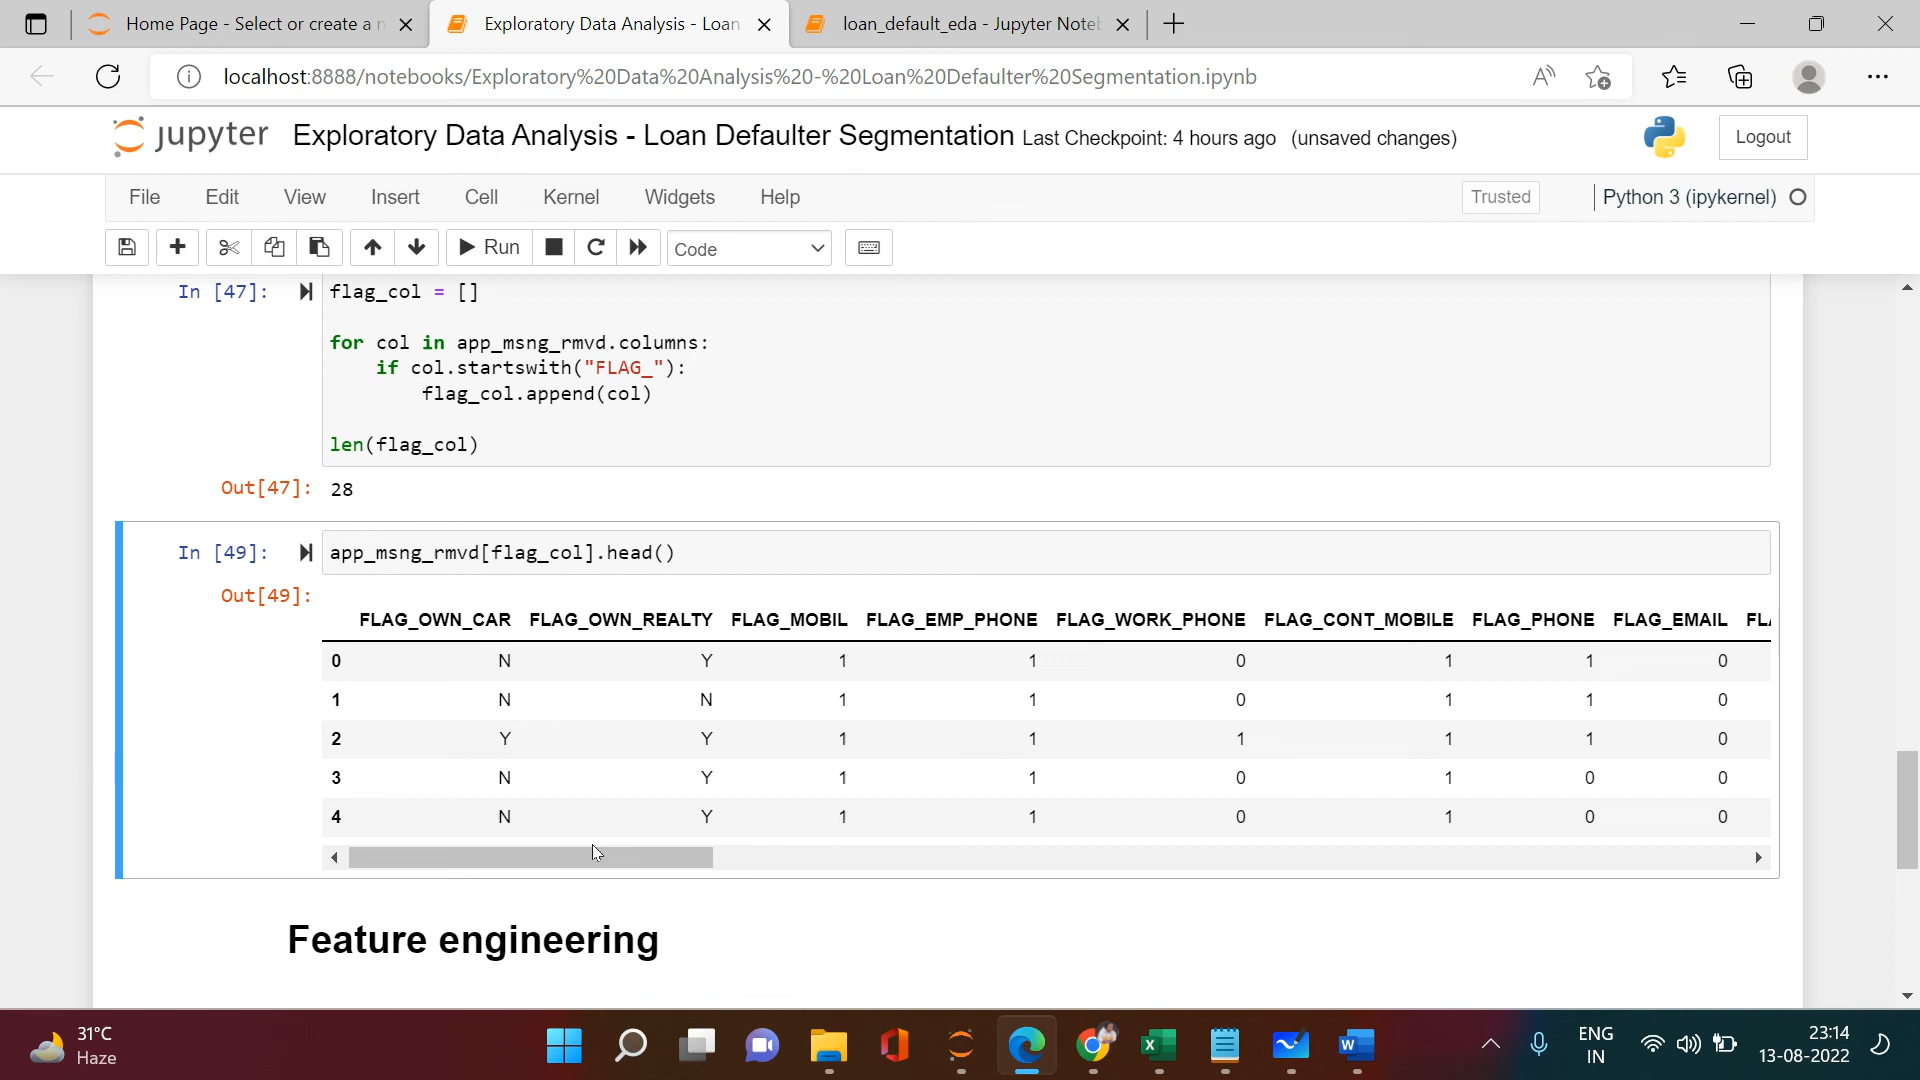 Home Page - Select or create a n
Exploratory Data Analysis - Loan
loan_default_eda - Jupyter Noteb
localhost:8888/notebooks/Exploratory%20Data%20Analysis%20-%20Loan%20Defaulter%20Segmentation.ipynb
jupyter Exploratory Data Analysis - Loan Defaulter Segmentation Last Checkpoint: 4 hours ago (unsaved changes)
Logout
File Edit View Insert Cell Kernel Widgets Help
Trusted
Python 3 (ipykernel)
Run
Code
In [47]: flag_col = []
for col in app_msng_rmvd.columns:
if col.startswith("FLAG_"):
flag_col.append(col)
len(flag_col)
Out[47]: 28
In [49]: app_msng_rmvd[flag_col].head()
Out[49]:
FLAG_OWN_CAR FLAG_OWN_REALTY FLAG_MOBIL FLAG_EMP_PHONE FLAG_WORK_PHONE FLAG_CONT_MOBILE FLAG_PHONE FLAG_EMAIL FLA
0 N Y 1 1 0 1 1 0
1 N N 1 1 0 1 1 0
2 Y Y 1 1 1 1 1 0
3 N Y 1 1 0 1 0 0
4 N Y 1 1 0 1 0 0
Feature engineering
31°C
Haze
ENG
IN
23:14
13-08-2022